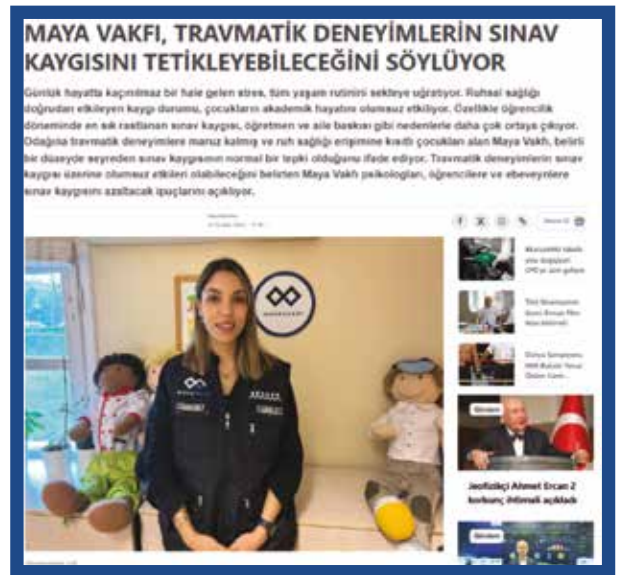 MAYA VAKFI, TRAVMATİK DENEYİMLERİN SINAV
KAYGISINI TETİKLEYEBİLECEĞİNİ SÖYLÜYOR
Günlük hayatta kaçınılmaz bir hale gelen stres, tüm yaşam rutinini sekteye uğratıyor. Ruhsal sağlığı
doğrudan etkileyen kaygı durumu, çocukların akademik hayatını olumsuz etkiliyor. Özellikle öğrencilik
döneminde en sık rastlanan sınav kaygısı, öğretmen ve aile baskısı gibi nedenlerle daha çok ortaya çıkıyor.
Odağına travmatik deneyimlere maruz kalmış ve ruh sağlığı erişimine kısıtlı çocukları alan Maya Vakfı, belirli
bir düzeyde seyreden sınav kaygısının normal bir tepki olduğunu ifade ediyor. Travmatik deneyimlerin sınav
kaygısı üzerine olumsuz etkileri olabileceğini belirten Maya Vakfı psikologları, öğrencilere ve ebeveynlere
sınav kaygısını azaltacak ipuçlarını açıklıyor.
MAYA VAKFI
Gündem
Jeofizikçi Ahmet Ercan 2
korkunç ihtimali açıkladı
Gündem